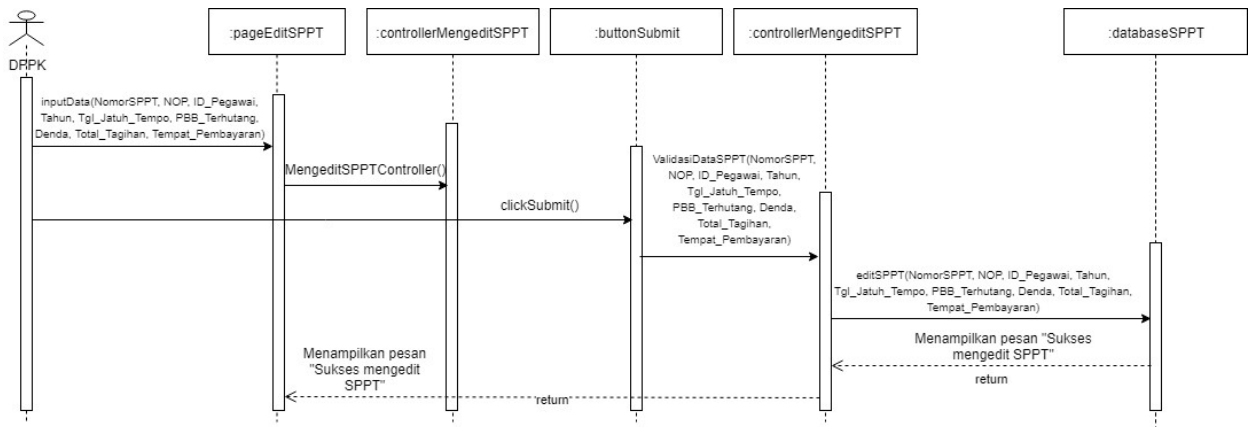 :pageEditSPPT
:controllerMengeditSPPT
:buttonSubmit
:controllerMengeditSPPT
:databaseSPPT
DPPK
inputData(NomorSPPT, NOP, ID_Pegawai,
Tahun, Tgl_Jatuh_Tempo, PBB_Terhutang,
Denda, Total_Tagihan, Tempat_Pembayaran)
MengeditSPPTController()
clickSubmit()
ValidasiDataSPPT(NomorSPPT,
NOP, ID_Pegawai, Tahun,
Tgl_Jatuh_Tempo,
PBB_Terhutang, Denda,
Total_Tagihan,
Tempat_Pembayaran)
editSPPT(NomorSPPT, NOP, ID_Pegawai, Tahun,
Tgl_Jatuh_Tempo, PBB_Terhutang, Denda, Total_Tagihan,
Tempat_Pembayaran)
Menampilkan pesan "Sukses
mengedit SPPT"
return
Menampilkan pesan
"Sukses mengedit
SPPT"
return